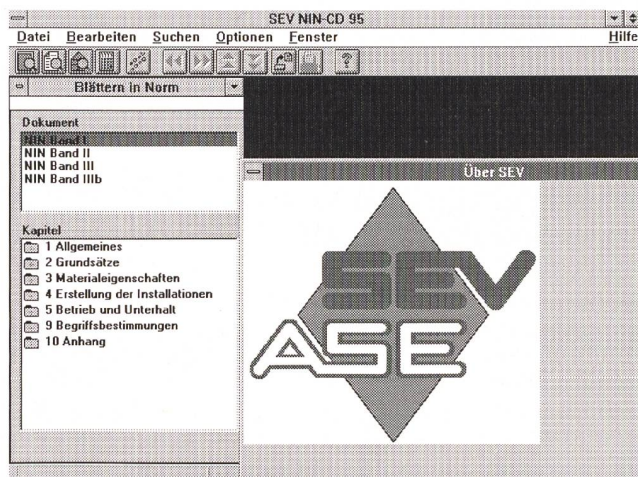 SEV NIN-CD 95
Datei Bearbeiten Suchen Optionen Fenster Hilfe
Blättern in Norm
Dokument
NIN Band I
NIN Band II
NIN Band III
NIN Band IIIb
Über SEV
Kapitel
1 Allgemeines
2 Grundsätze
3 Materialeigenschaften
4 Erstellung der Installationen
5 Betrieb und Unterhalt
9 Begriffsbestimmungen
10 Anhang
SEV
ASE